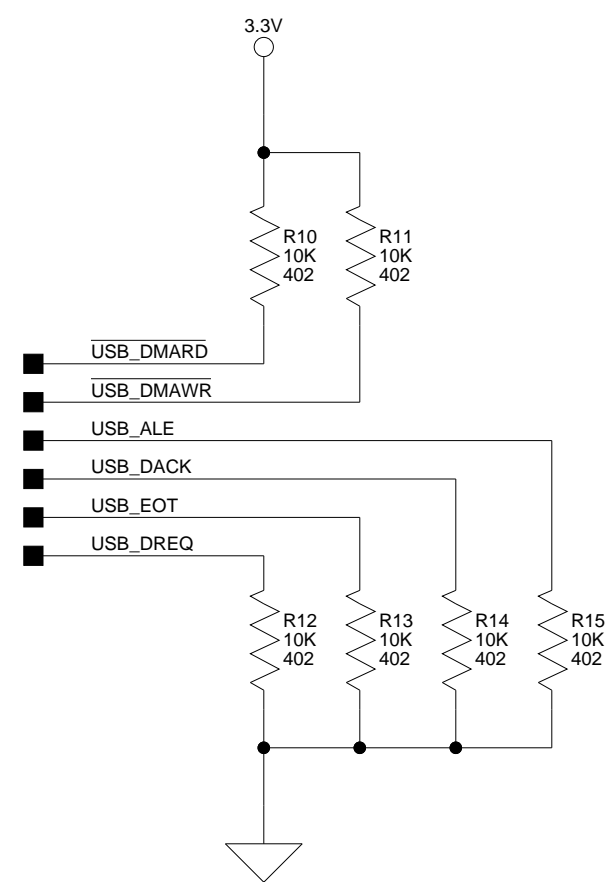 3.3V
R10
10K
402
R11
10K
402
USB_DMARD
USB_DMAWR
USB_ALE
USB_DACK
USB_EOT
USB_DREQ
R12
10K
402
R13
10K
402
R14
10K
402
R15
10K
402